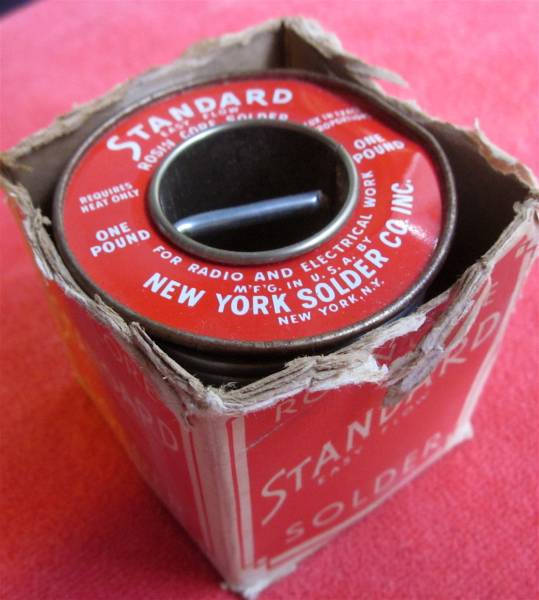 STANDARD
EASY FLOW
ROSIN CORE SOLDER
REQUIRES
HEAT ONLY
ONE
POUND
ONE
POUND
FOR RADIO AND ELECTRICAL WORK
M'F'G. IN U.S.A. BY
NEW YORK SOLDER CO. INC.
NEW YORK, N.Y.
STANDARD
EASY FLOW
SOLDER